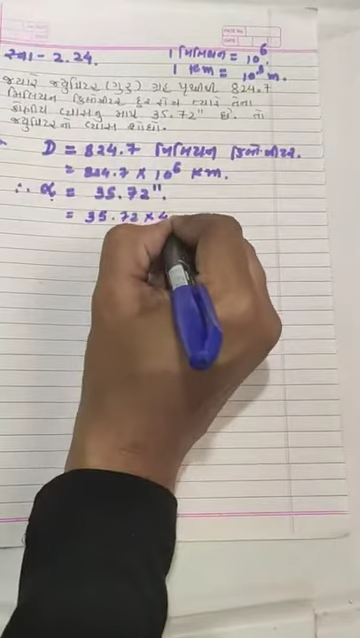 સ્વા-2.24. 1 મિલિયન = 10⁶.
1 Km = 10³ m.
જ્યારે જ્યુપિટર (ગુરુ) ગ્રહ પૃથ્વીથી 824.7
મિલિયન કિલોમીટર દૂર હોય ત્યારે તેના
કોણીય વ્યાસનું માપ 35.72" છે. તો
જ્યુપિટરનો વ્યાસ શોધો.
D = 824.7 મિલિયન કિલોમીટર.
= 824.7 × 10⁶ Km.
∴ α = 35.72".
= 35.72 × 4